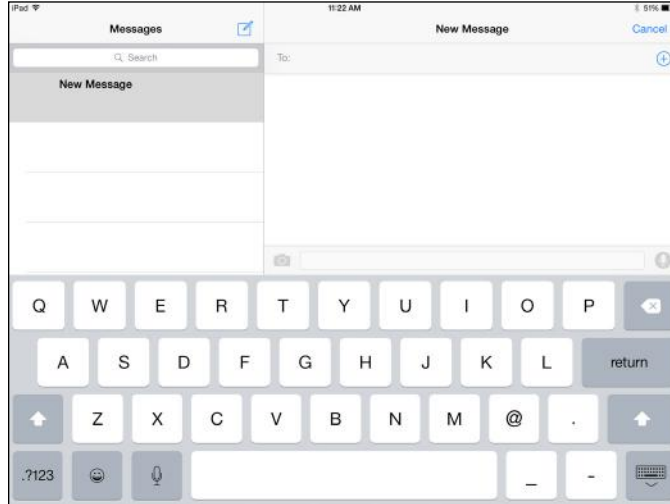 iPad 11:22 AM 51%
Messages New Message Cancel
Search To:
New Message
Q W E R T Y U I O P
A S D F G H J K L return
Z X C V B N M @ .
.?123 _ -